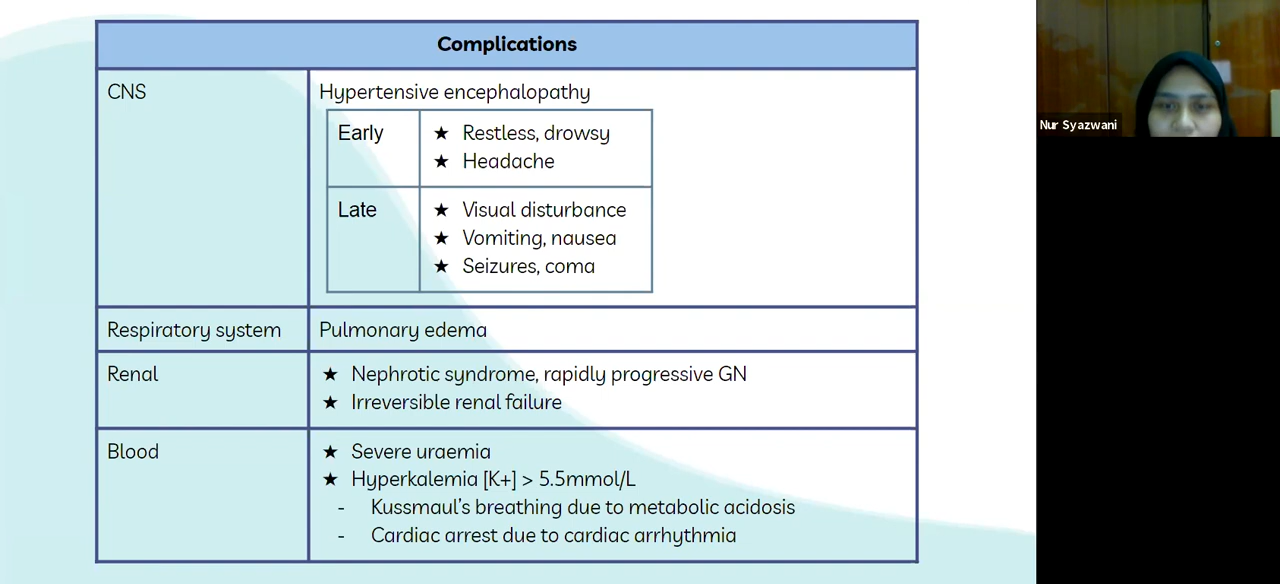 Complications
CNS
Hypertensive encephalopathy
Early
★ Restless, drowsy
★ Headache
Late
★ Visual disturbance
★ Vomiting, nausea
★ Seizures, coma
Respiratory system
Pulmonary edema
Renal
★ Nephrotic syndrome, rapidly progressive GN
★ Irreversible renal failure
Blood
★ Severe uraemia
★ Hyperkalemia [K+] > 5.5mmol/L
- Kussmaul's breathing due to metabolic acidosis
- Cardiac arrest due to cardiac arrhythmia
Nur Syazwani